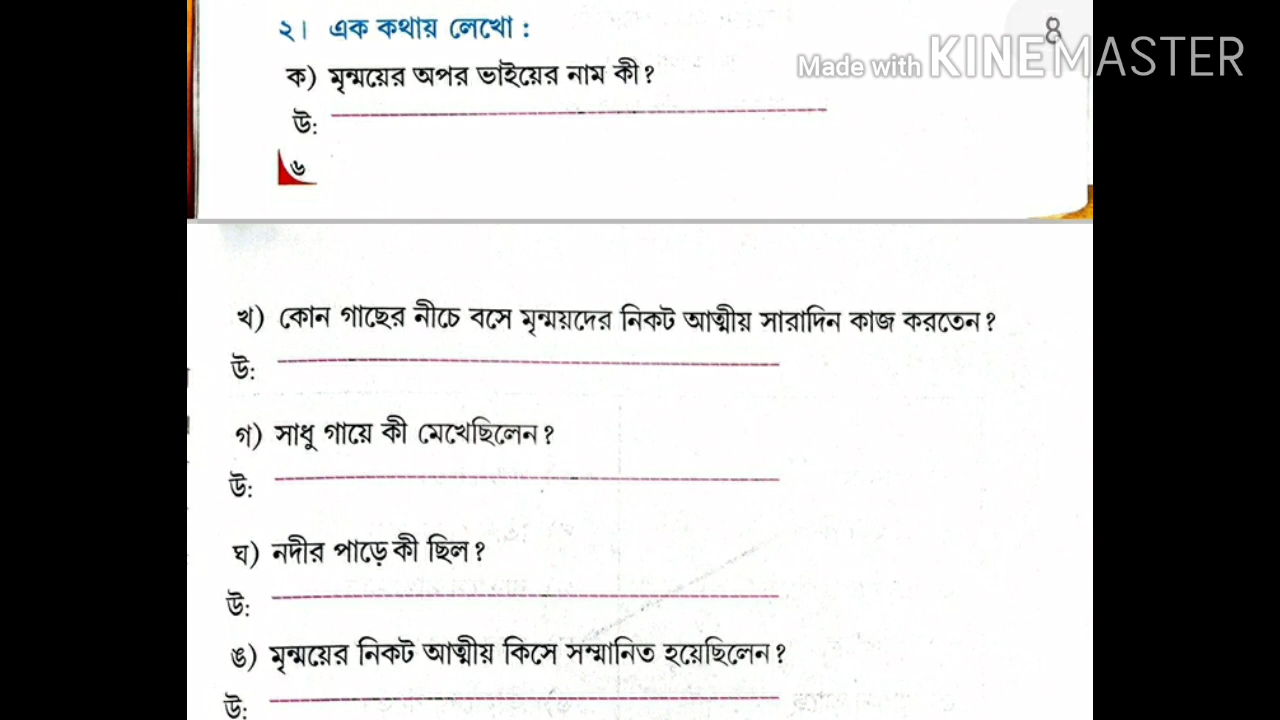 ২। এক কথায় লেখো :
8
Made with KINEMASTER
ক) মৃন্ময়ের অপর ভাইয়ের নাম কী?
উ:
৬
খ) কোন গাছের নীচে বসে মৃন্ময়দের নিকট আত্মীয় সারাদিন কাজ করতেন?
উ:
গ) সাধু গায়ে কী মেখেছিলেন?
উ:
ঘ) নদীর পাড়ে কী ছিল?
উ:
ঙ) মৃন্ময়ের নিকট আত্মীয় কিসে সম্মানিত হয়েছিলেন?
উ: